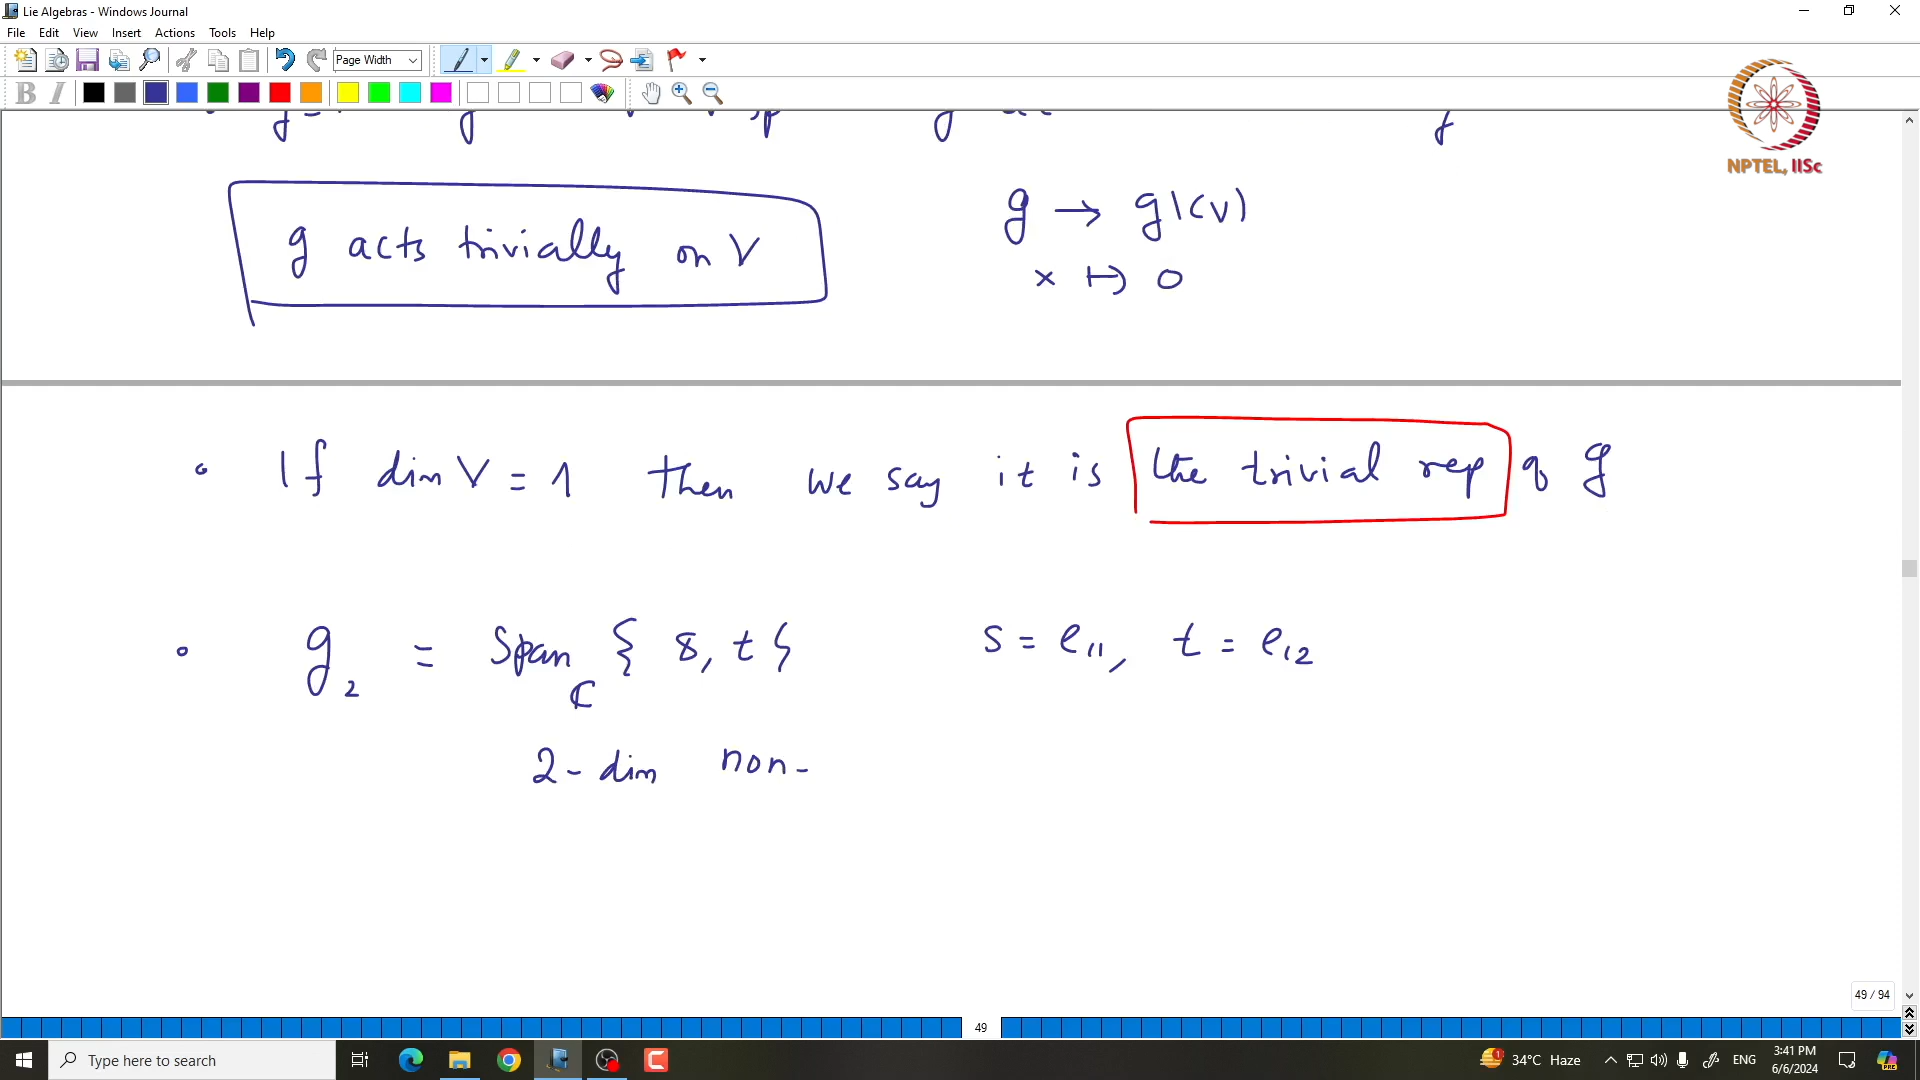 Lie Algebras - Windows Journal
File Edit View Insert Actions Tools Help
Page Width
B I
NPTEL, IISc
g acts trivially on V
g → gl(V)
x ↦ 0
• If dim V = 1 then we say it is the trivial rep of g
• g₂ = Span_ℂ { s, t }
s = e₁₁, t = e₁₂
2-dim non-
49 / 94
49
Type here to search
34°C Haze
ENG
3:41 PM
6/6/2024